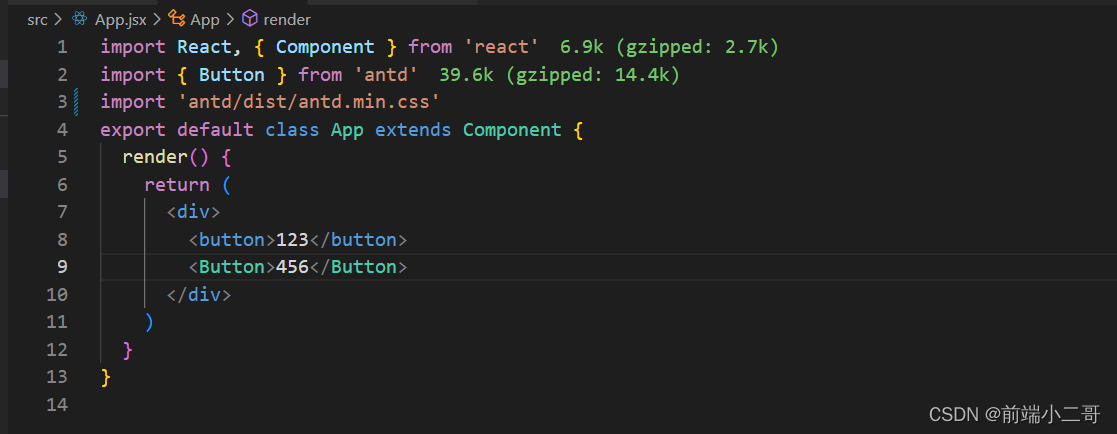 src > App.jsx > App > render
1 import React, { Component } from 'react' 6.9k (gzipped: 2.7k)
2 import { Button } from 'antd' 39.6k (gzipped: 14.4k)
3 import 'antd/dist/antd.min.css'
4 export default class App extends Component {
5   render() {
6     return (
7       <div>
8         <button>123</button>
9         <Button>456</Button>
10       </div>
11     )
12   }
13 }
14
CSDN @前端小二哥